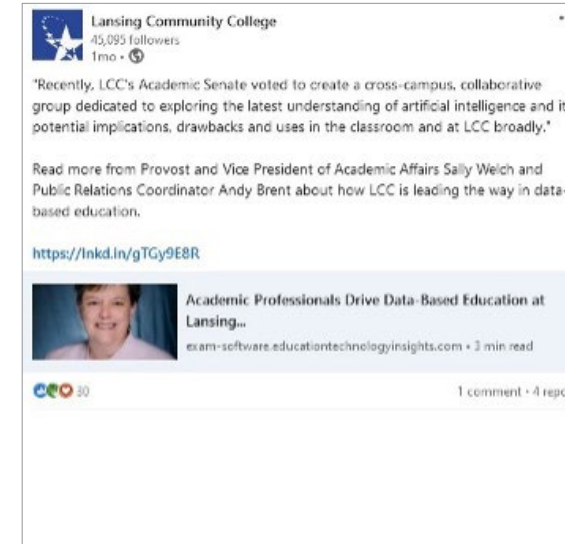 Lansing Community College
45,095 followers
1mo •
"Recently, LCC's Academic Senate voted to create a cross-campus, collaborative
group dedicated to exploring the latest understanding of artificial intelligence and it
potential implications, drawbacks and uses in the classroom and at LCC broadly."
Read more from Provost and Vice President of Academic Affairs Sally Welch and
Public Relations Coordinator Andy Brent about how LCC is leading the way in data-
based education.
https://lnkd.in/gTGy9E8R
Academic Professionals Drive Data-Based Education at
Lansing...
exam-software.educationtechnologyinsights.com • 3 min read
30
1 comment • 4 repo